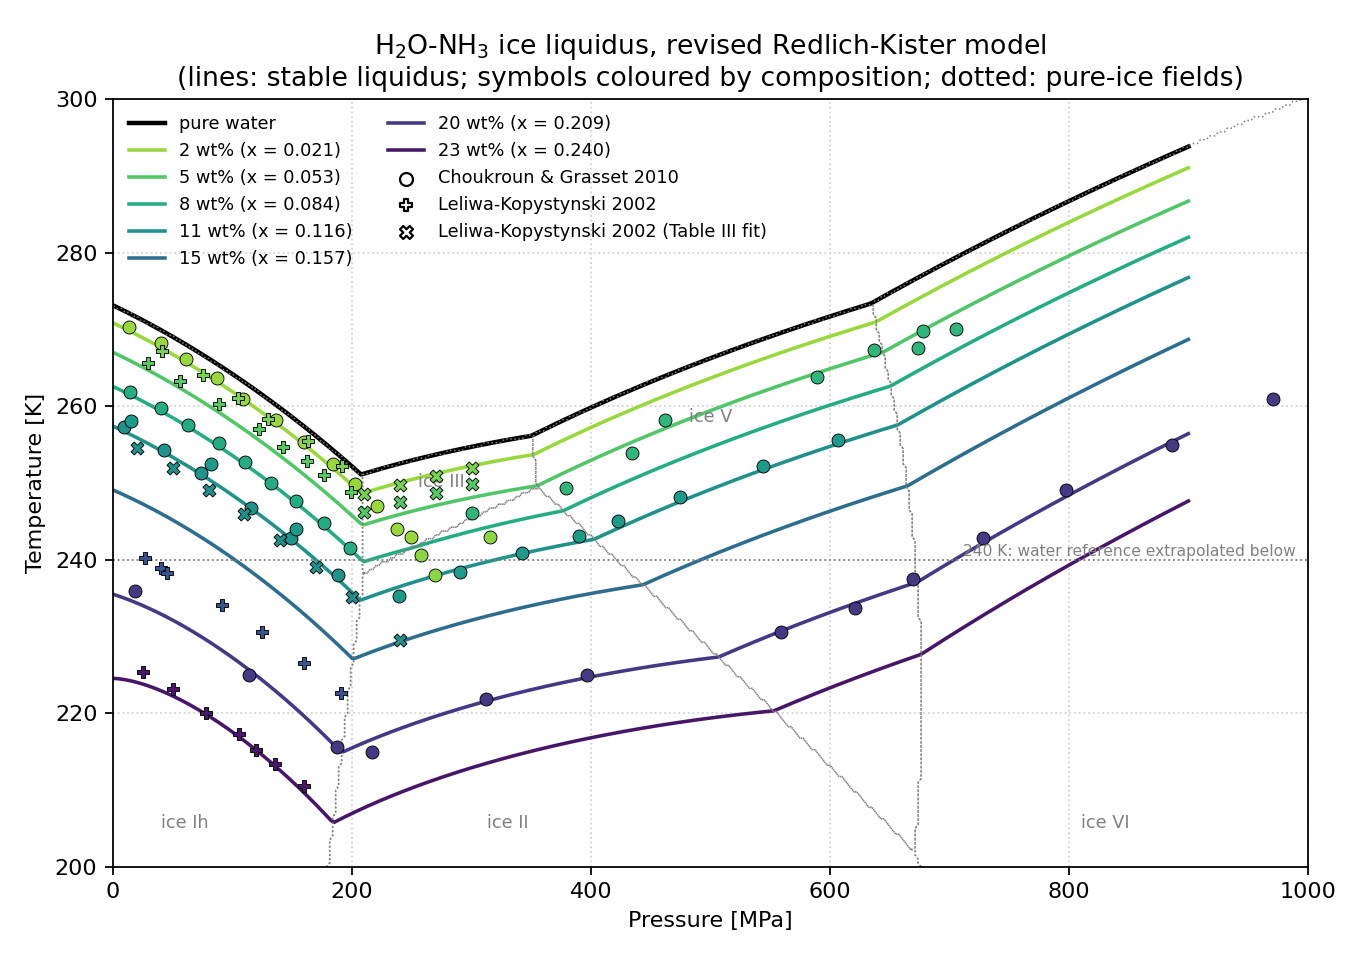 H₂O-NH₃ ice liquidus, revised Redlich-Kister model
(lines: stable liquidus; symbols coloured by composition; dotted: pure-ice fields)
pure water
2 wt% (x = 0.021)
5 wt% (x = 0.053)
8 wt% (x = 0.084)
11 wt% (x = 0.116)
15 wt% (x = 0.157)
20 wt% (x = 0.209)
23 wt% (x = 0.240)
Choukroun & Grasset 2010
Leliwa-Kopystynski 2002
Leliwa-Kopystynski 2002 (Table III fit)
ice V
ice III
240 K: water reference extrapolated below
ice Ih
ice II
ice VI
Temperature [K]
300
280
260
240
220
200
0
200
400
600
800
1000
Pressure [MPa]